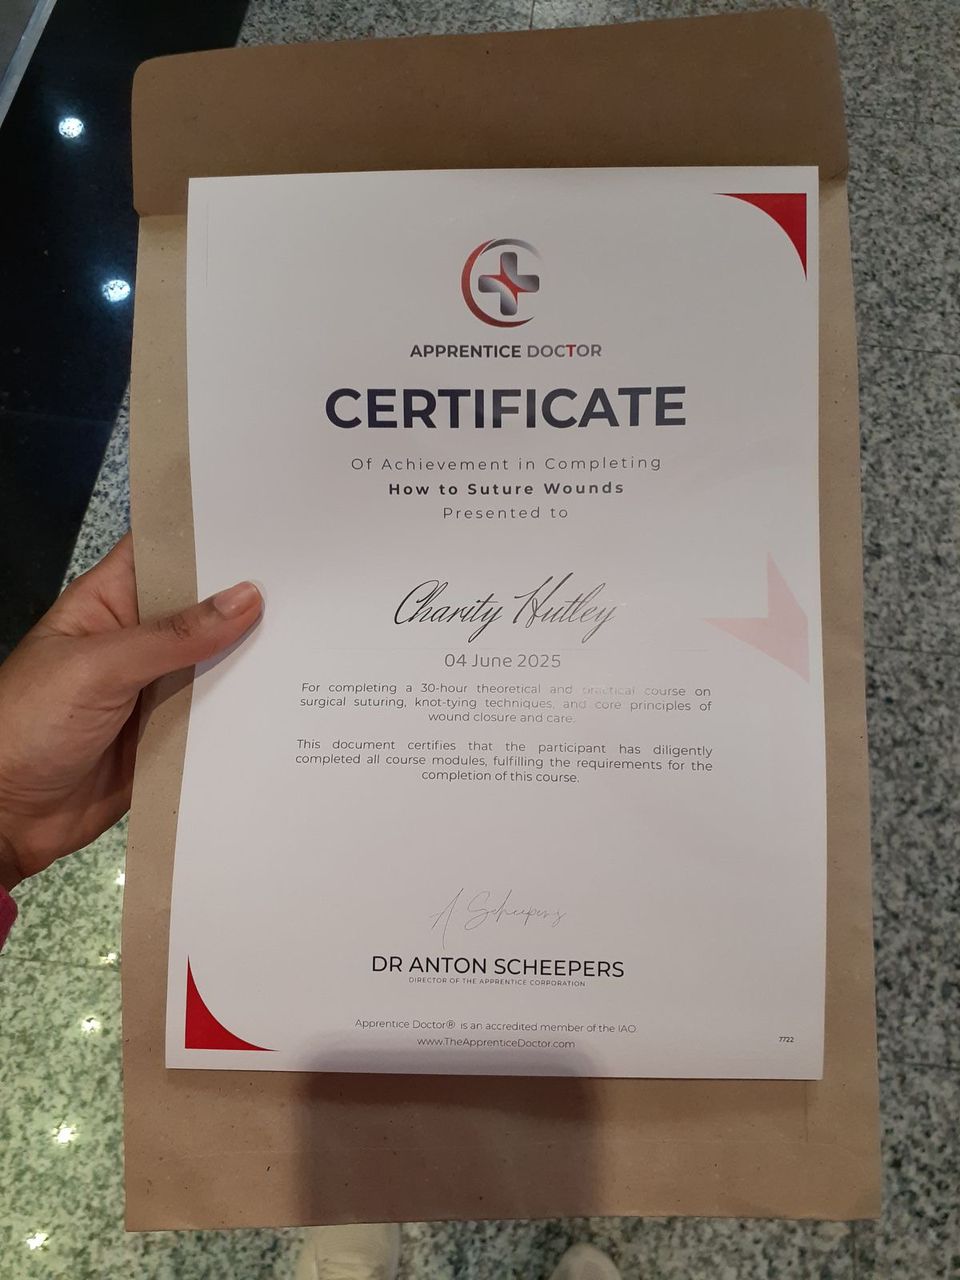 APPRENTICE DOCTOR
CERTIFICATE
Of Achievement in Completing
How to Suture Wounds
Presented to
Charity Hutley
04 June 2025
For completing a 30-hour theoretical and practical course on
surgical suturing, knot-tying techniques, and core principles of
wound closure and care.
This document certifies that the participant has diligently
completed all course modules, fulfilling the requirements for the
completion of this course.
A Scheepers
DR ANTON SCHEEPERS
DIRECTOR OF THE APPRENTICE CORPORATION
Apprentice Doctor® is an accredited member of the IAO
www.TheApprenticeDoctor.com
7722